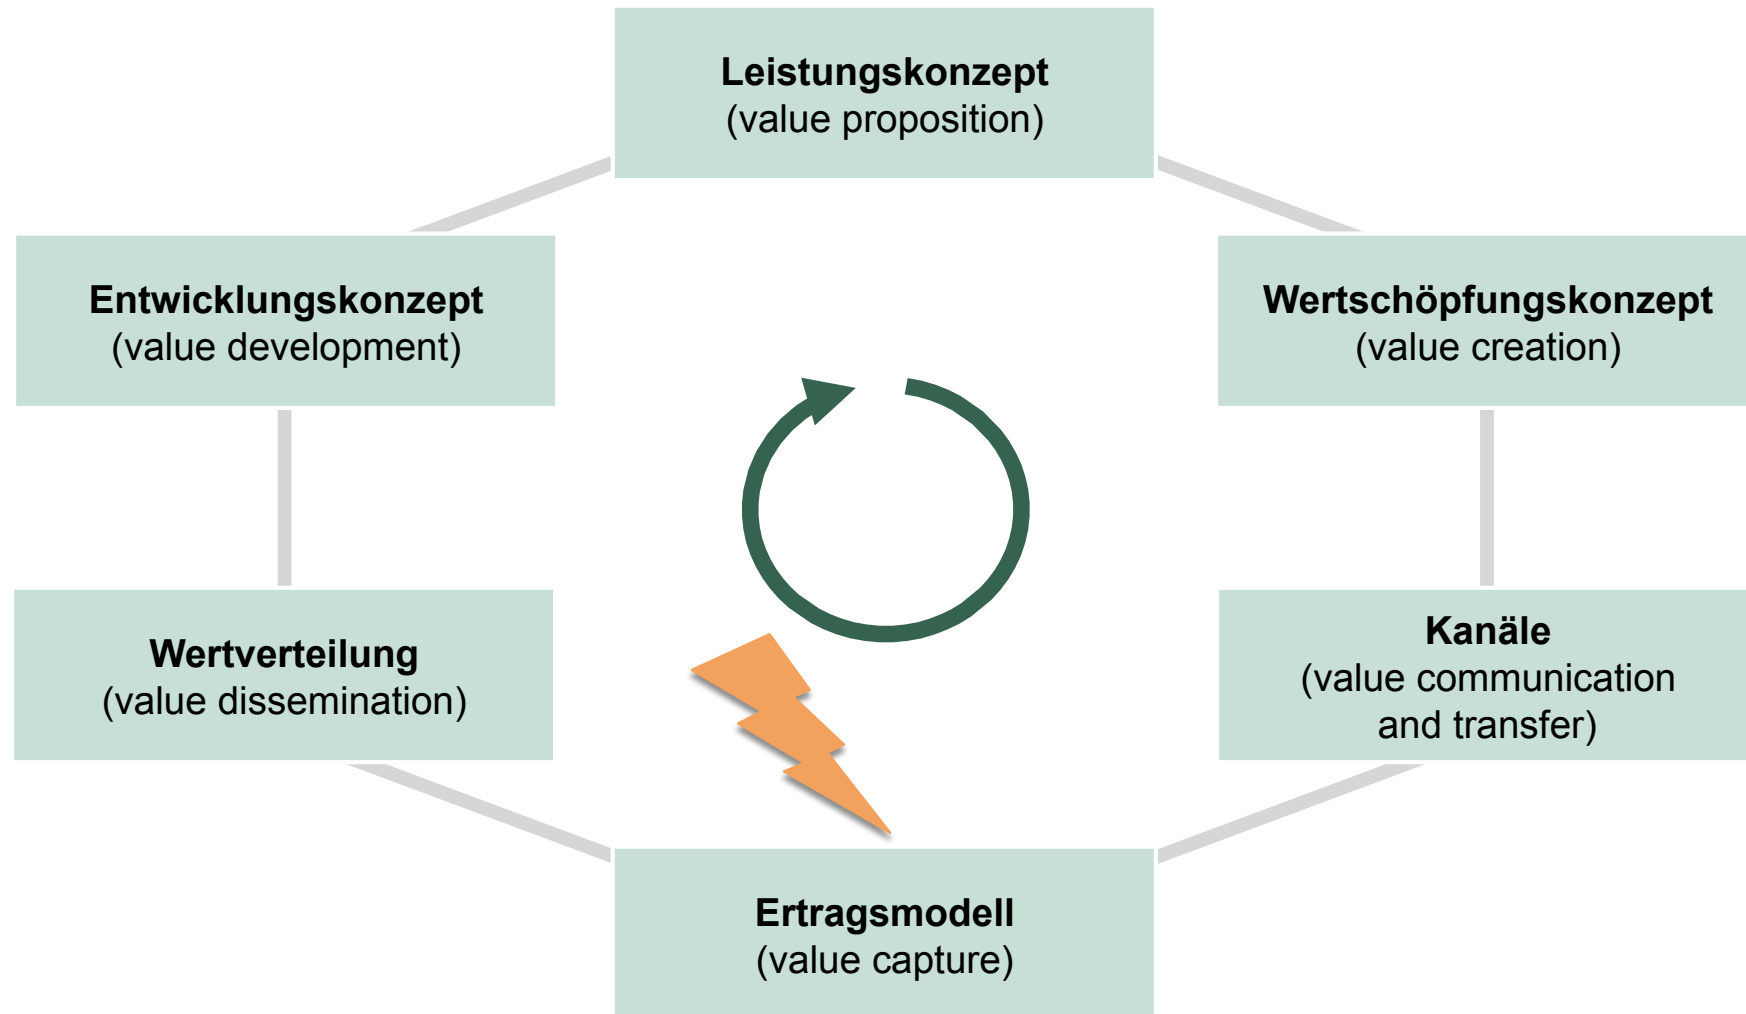 Leistungskonzept
(value proposition)
Entwicklungskonzept
(value development)
Wertschöpfungskonzept
(value creation)
Wertverteilung
(value dissemination)
Kanäle
(value communication
and transfer)
Ertragsmodell
(value capture)